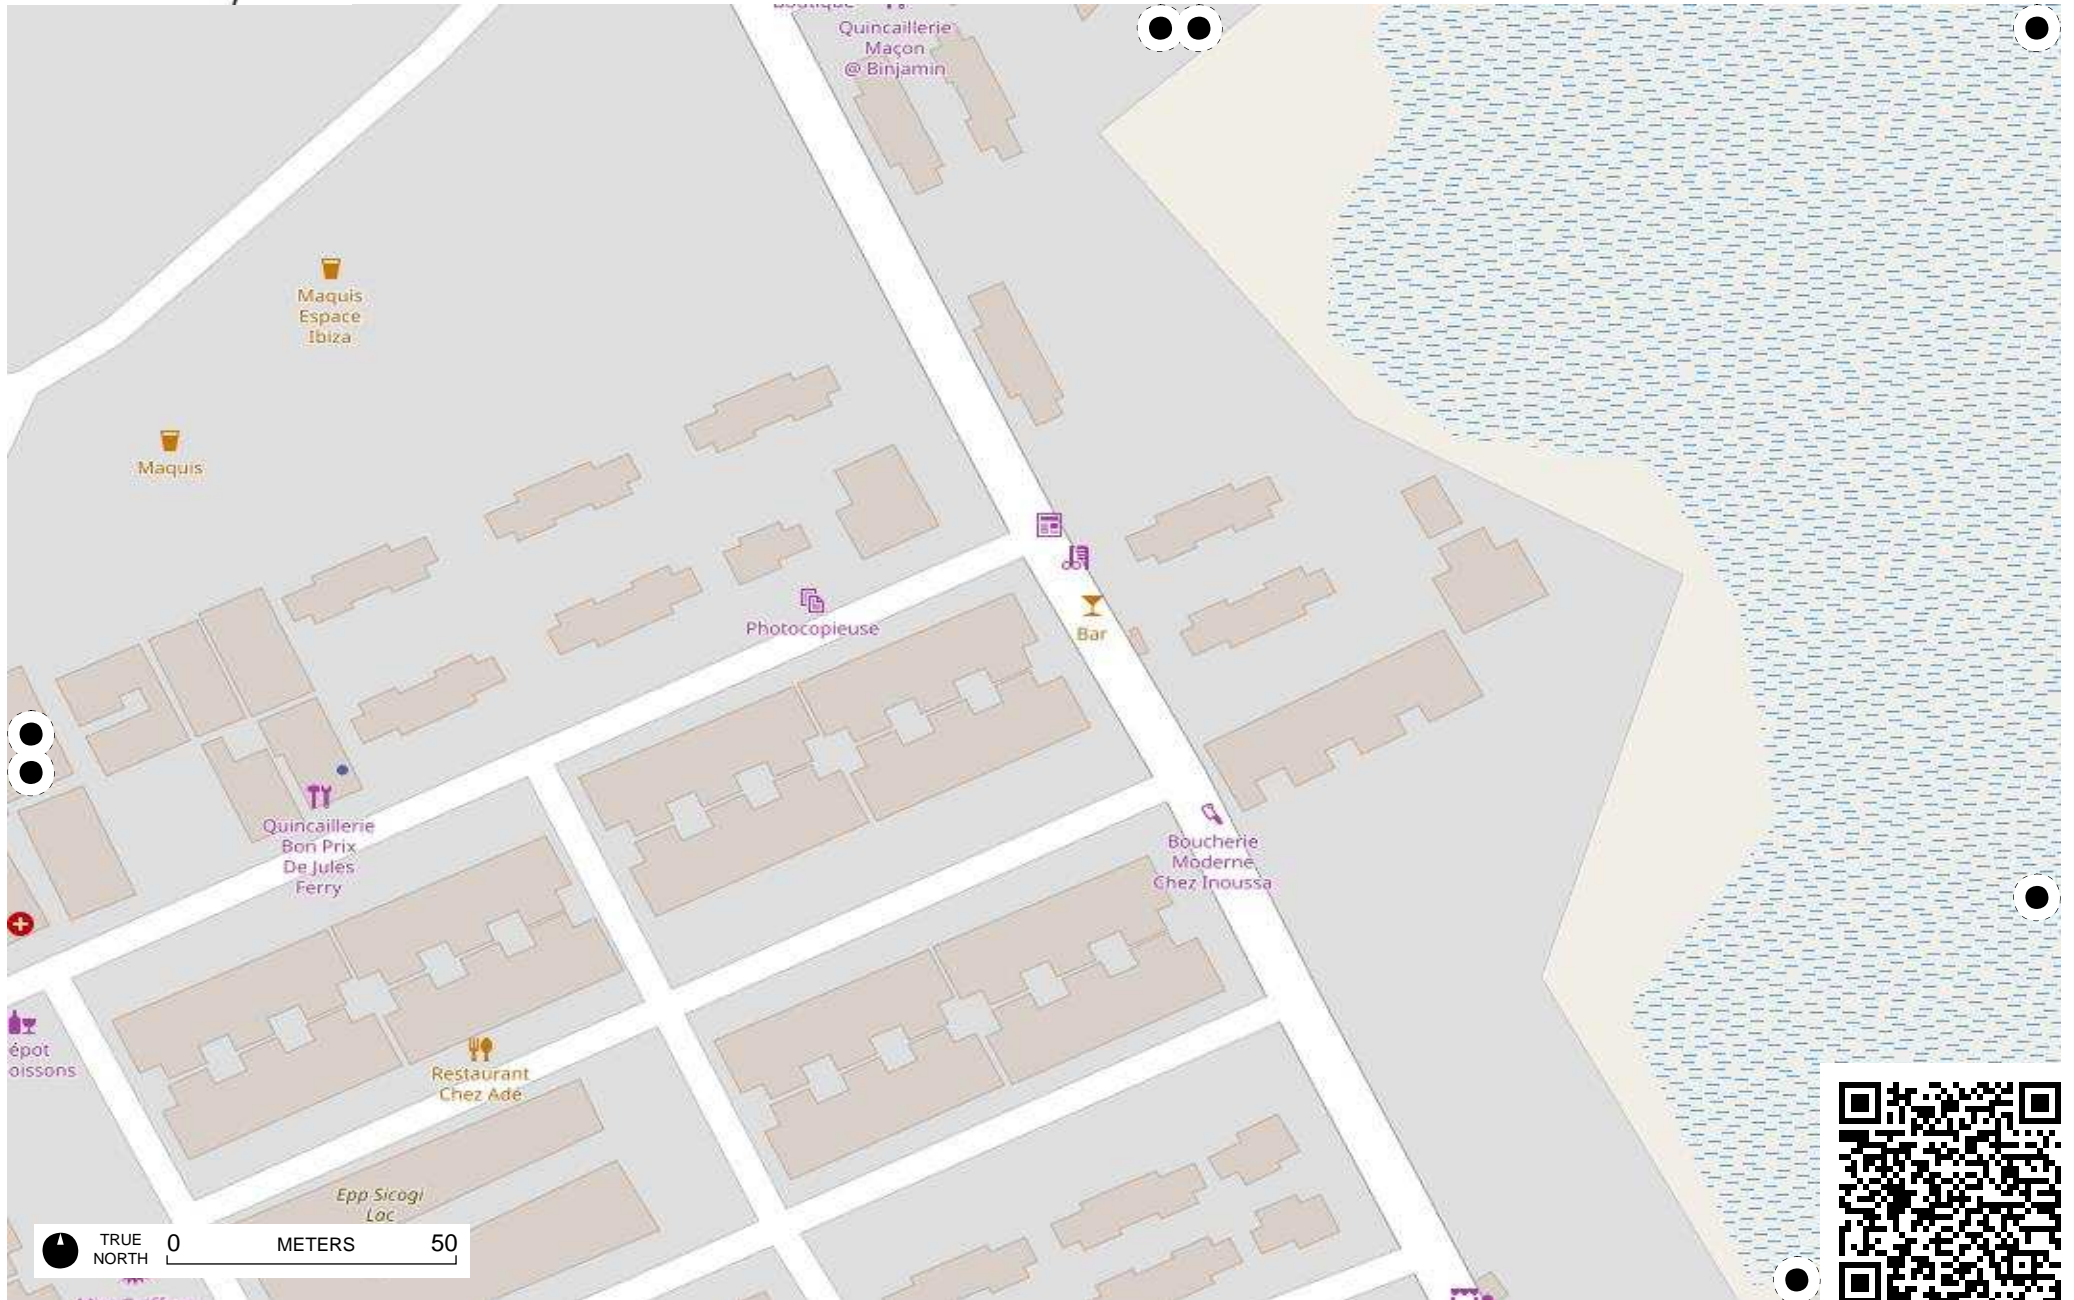 Quincaillerie
Maçon
@ Binjamin
Maquis
Espace
Ibiza
Maquis
Photocopieuse
Bar
Quincaillerie
Bon Prix
De Jules
Ferry
Boucherie
Moderne
Chez Inoussa
épot
oissons
Restaurant
Chez Adé
Epp Sicogi
Lac
TRUE
NORTH
0 METERS 50